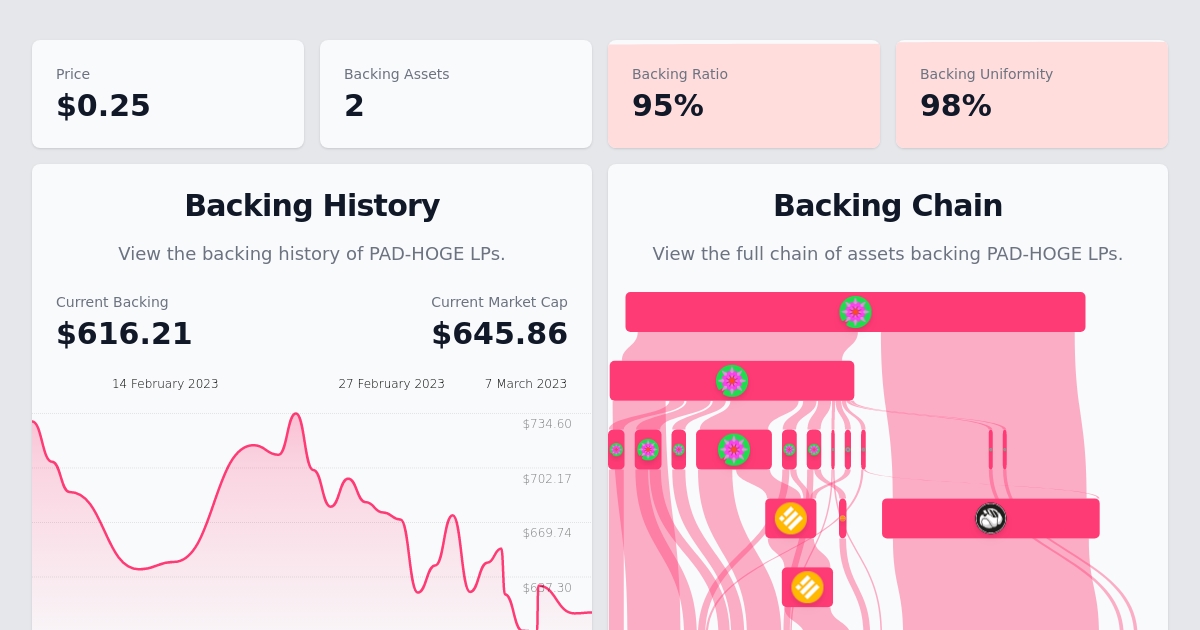 Price
$0.25
Backing Assets
2
Backing Ratio
95%
Backing Uniformity
98%
Backing History
View the backing history of PAD-HOGE LPs.
Current Backing
$616.21
Current Market Cap
$645.86
14 February 2023
27 February 2023
7 March 2023
$734.60
$702.17
$669.74
$637.30
Backing Chain
View the full chain of assets backing PAD-HOGE LPs.